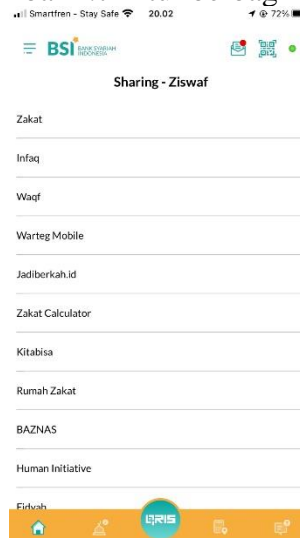 Smartfren - Stay Safe 20.02 72%
BSI BANK SYARIAH
INDONESIA
Sharing - Ziswaf
Zakat
Infaq
Waqf
Warteg Mobile
Jadiberkah.id
Zakat Calculator
Kitabisa
Rumah Zakat
BAZNAS
Human Initiative
Fidyah
QRIS